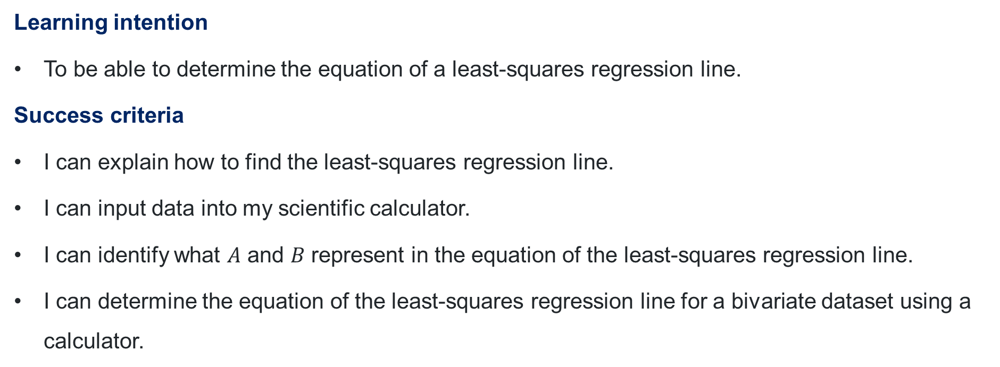 Learning intention
• To be able to determine the equation of a least-squares regression line.
Success criteria
• I can explain how to find the least-squares regression line.
• I can input data into my scientific calculator.
• I can identify what A and B represent in the equation of the least-squares regression line.
• I can determine the equation of the least-squares regression line for a bivariate dataset using a
calculator.